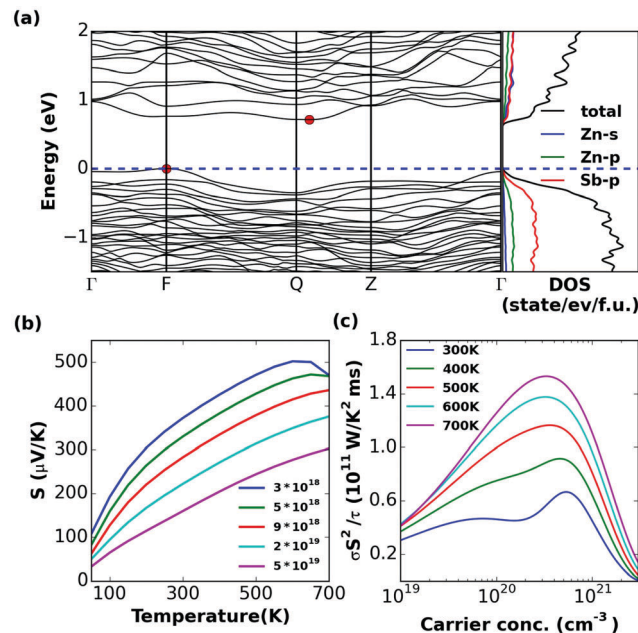 (a)
2
1
0
−1
Energy (eV)
Γ
F
Q
Z
Γ
total
Zn-s
Zn-p
Sb-p
DOS
(state/ev/f.u.)
(b)
500
400
300
200
100
0
S (μV/K)
100
300
500
700
Temperature(K)
3*10^18
5*10^18
9*10^18
2*10^19
5*10^19
(c)
1.8
1.4
1.0
0.6
0.2
σS²/τ (10^11 W/K² ms)
300K
400K
500K
600K
700K
10^19
10^20
10^21
Carrier conc. (cm^-3)